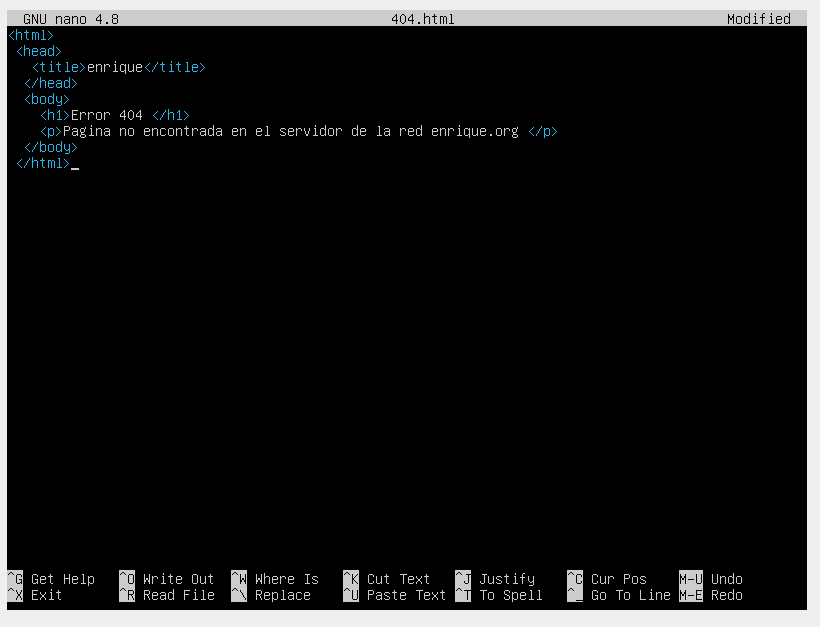 GNU nano 4.8 404.html Modified
<html>
<head>
<title>enrique</title>
</head>
<body>
<h1>Error 404 </h1>
<p>Pagina no encontrada en el servidor de la red enrique.org </p>
</body>
</html>_
^G Get Help ^O Write Out ^W Where Is ^K Cut Text ^J Justify ^C Cur Pos M-U Undo
^X Exit ^R Read File ^\ Replace ^U Paste Text ^T To Spell ^_ Go To Line M-E Redo